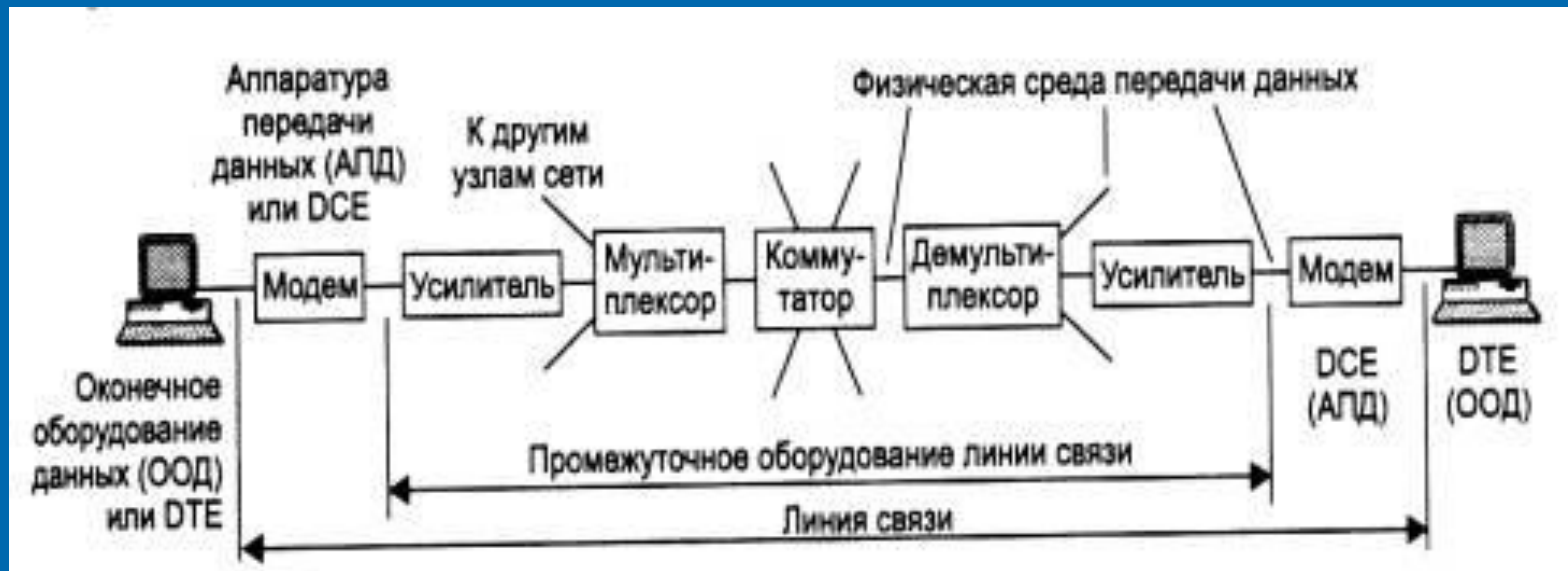 Аппаратура
передачи
данных (АПД)
или DCE
К другим
узлам сети
Физическая среда передачи данных
Модем
Усилитель
Мульти-
плексор
Комму-
татор
Демульти-
плексор
Усилитель
Модем
Оконечное
оборудование
данных (ООД)
или DTE
DCE
(АПД)
DTE
(ООД)
Промежуточное оборудование линии связи
Линия связи